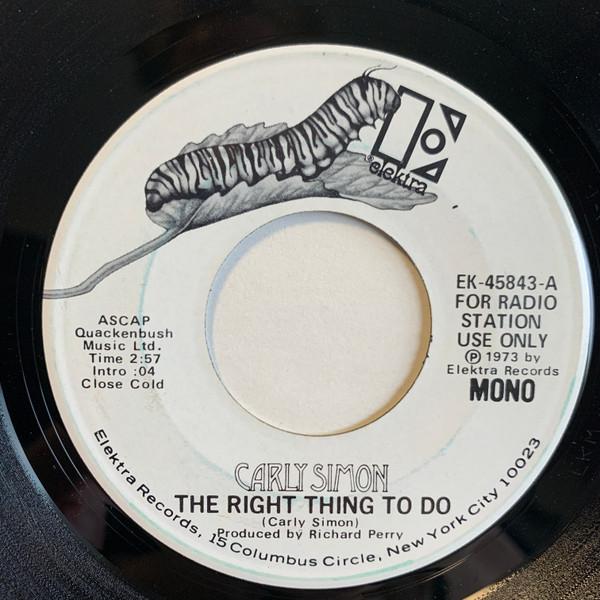 ®elektra
EK-45843-A
FOR RADIO
STATION
USE ONLY
Ⓟ 1973 by
Elektra Records
MONO
ASCAP
Quackenbush
Music Ltd.
Time 2:57
Intro :04
Close Cold
CARLY SIMON
THE RIGHT THING TO DO
(Carly Simon)
Produced by Richard Perry
Elektra Records, 15 Columbus Circle, New York City 10023